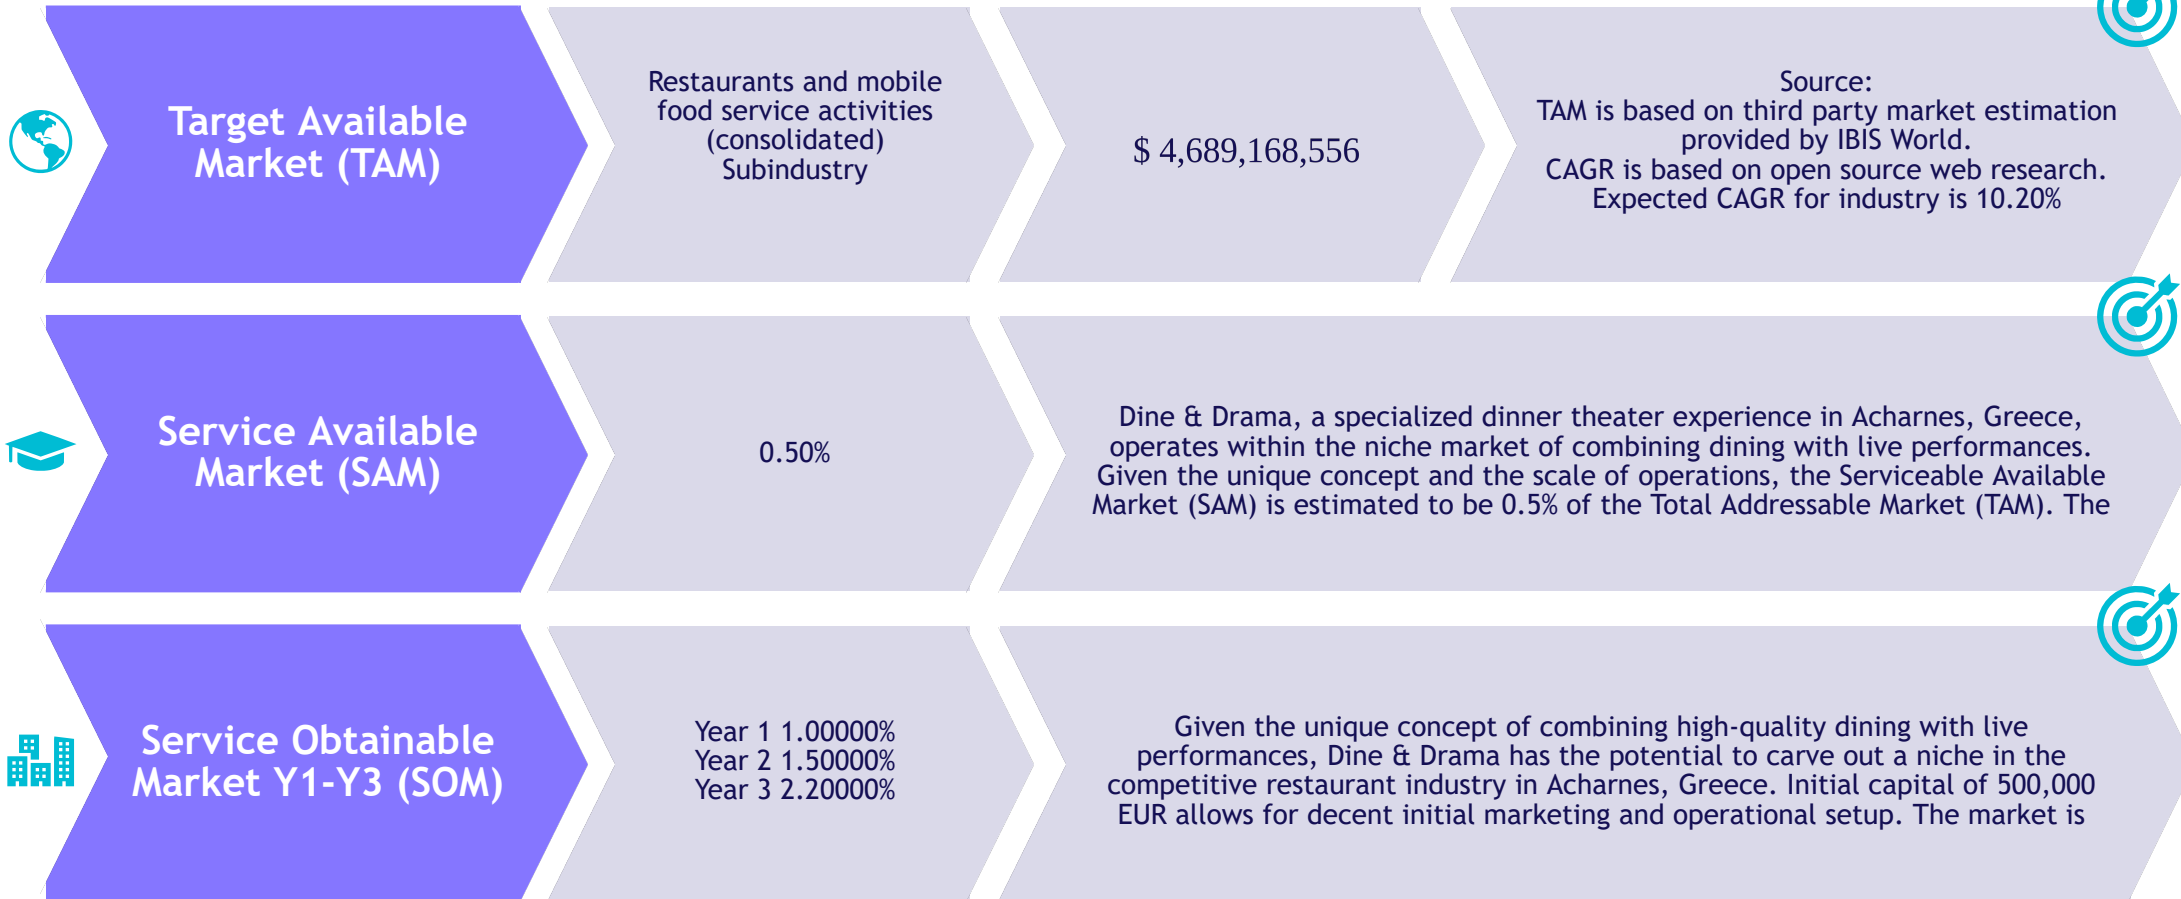 Target Available
Market (TAM)
Restaurants and mobile
food service activities
(consolidated)
Subindustry
$ 4,689,168,556
Source:
TAM is based on third party market estimation
provided by IBIS World.
CAGR is based on open source web research.
Expected CAGR for industry is 10.20%
Service Available
Market (SAM)
0.50%
Dine & Drama, a specialized dinner theater experience in Acharnes, Greece,
operates within the niche market of combining dining with live performances.
Given the unique concept and the scale of operations, the Serviceable Available
Market (SAM) is estimated to be 0.5% of the Total Addressable Market (TAM). The
Service Obtainable
Market Y1-Y3 (SOM)
Year 1 1.00000%
Year 2 1.50000%
Year 3 2.20000%
Given the unique concept of combining high-quality dining with live
performances, Dine & Drama has the potential to carve out a niche in the
competitive restaurant industry in Acharnes, Greece. Initial capital of 500,000
EUR allows for decent initial marketing and operational setup. The market is